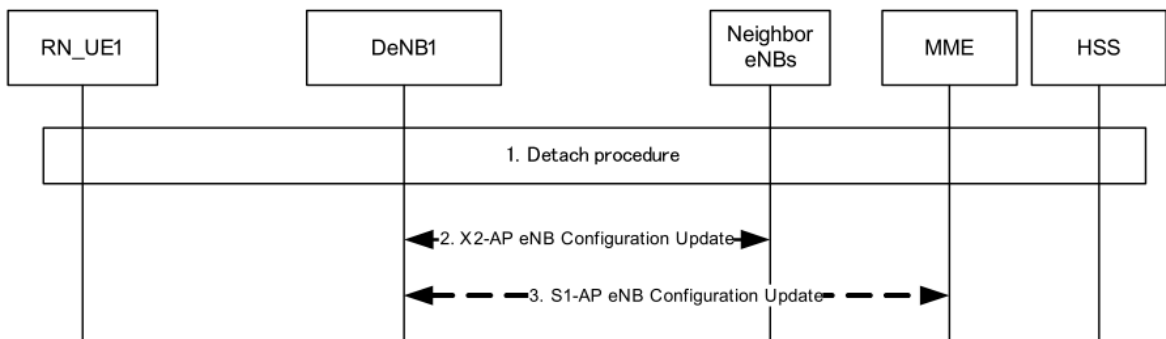 RN_UE1
DeNB1
Neighbor
eNBs
MME
HSS
1. Detach procedure
2. X2-AP eNB Configuration Update
3. S1-AP eNB Configuration Update